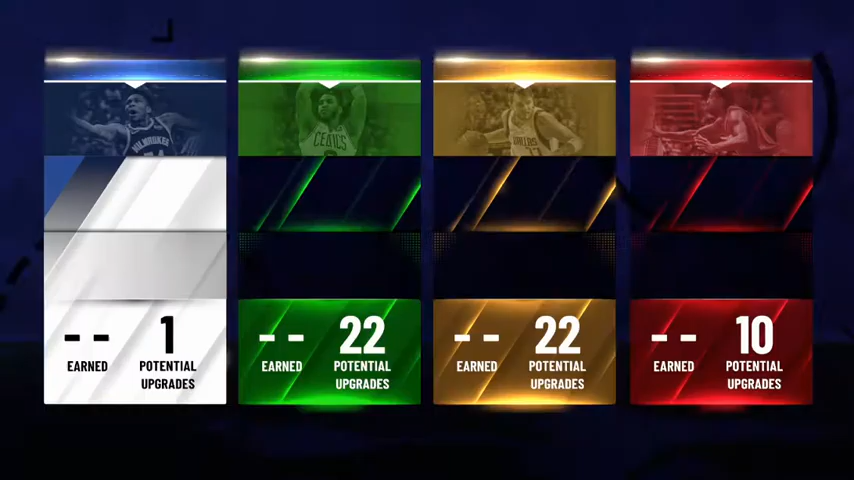 MILWAUKEE
CELTICS
DALLAS
-- 1
EARNED POTENTIAL
UPGRADES
-- 22
EARNED POTENTIAL
UPGRADES
-- 22
EARNED POTENTIAL
UPGRADES
-- 10
EARNED POTENTIAL
UPGRADES